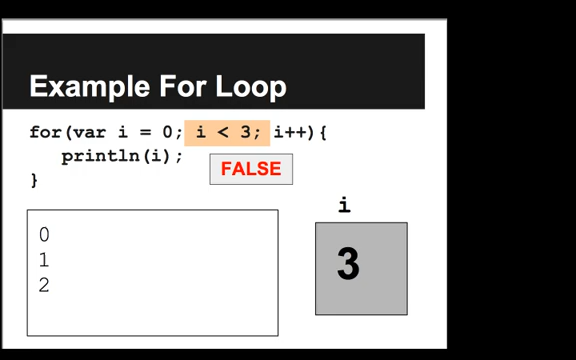 Example For Loop
for(var i = 0; i < 3; i++){
println(i);
}
FALSE
i
3
0
1
2